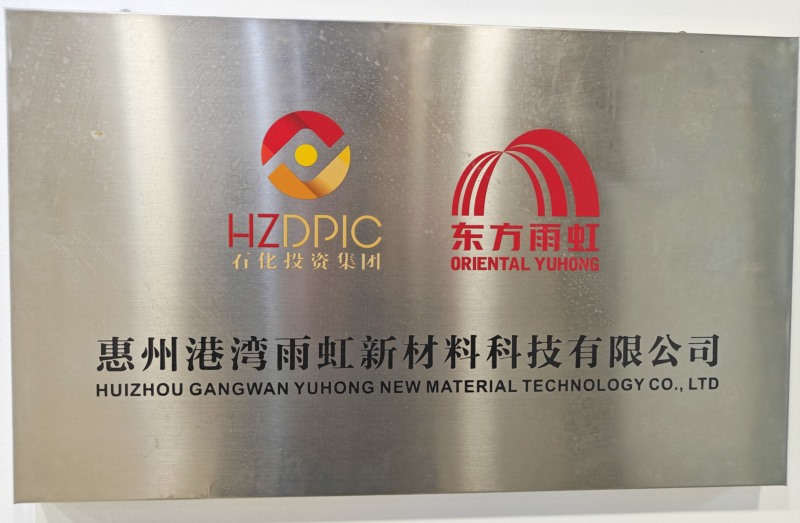 HZDPIC
石化投资集团
东方雨虹
ORIENTAL YUHONG
惠州港湾雨虹新材料科技有限公司
HUIZHOU GANGWAN YUHONG NEW MATERIAL TECHNOLOGY CO., LTD